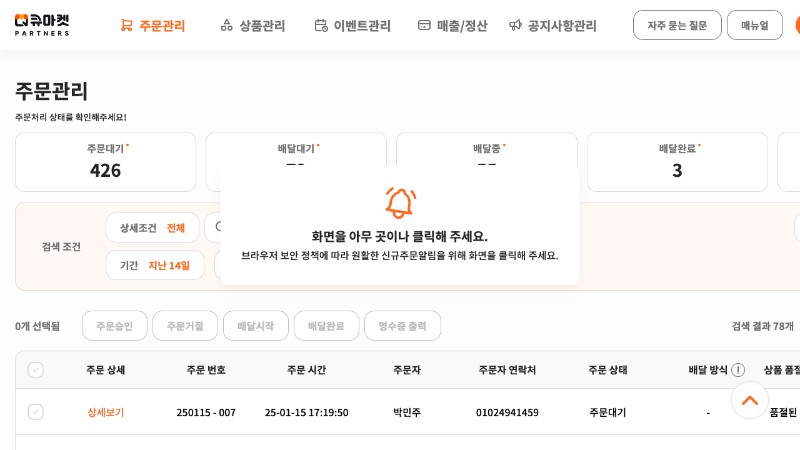 큐마켓
PARTNERS
주문관리
상품관리
이벤트관리
매출/정산
공지사항관리
자주 묻는 질문
매뉴얼
주문관리
주문처리 상태를 확인해주세요!
주문대기
배달대기
배달중
배달완료
426
3
화면을 아무 곳이나 클릭해 주세요.
브라우저 보안 정책에 따라 원활한 신규주문알림을 위해 화면을 클릭해 주세요.
검색 조건
상세조건 전체
기간 지난 14일
0개 선택됨
주문승인
주문거절
배달시작
배달완료
영수증 출력
검색 결과 78개
주문 상세
주문 번호
주문 시간
주문자
주문자 연락처
주문 상태
배달 방식
상품 품절
상세보기
250115 - 007
25-01-15 17:19:50
박민주
01024941459
주문대기
-
품절된